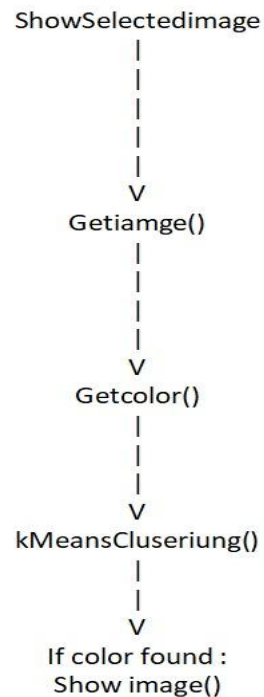 ShowSelectedimage
|
|
|
|
|
V
Getiamge()
|
|
|
|
V
Getcolor()
|
|
|
V
kMeansCluseriung()
|
|
V
If color found :
Show image()